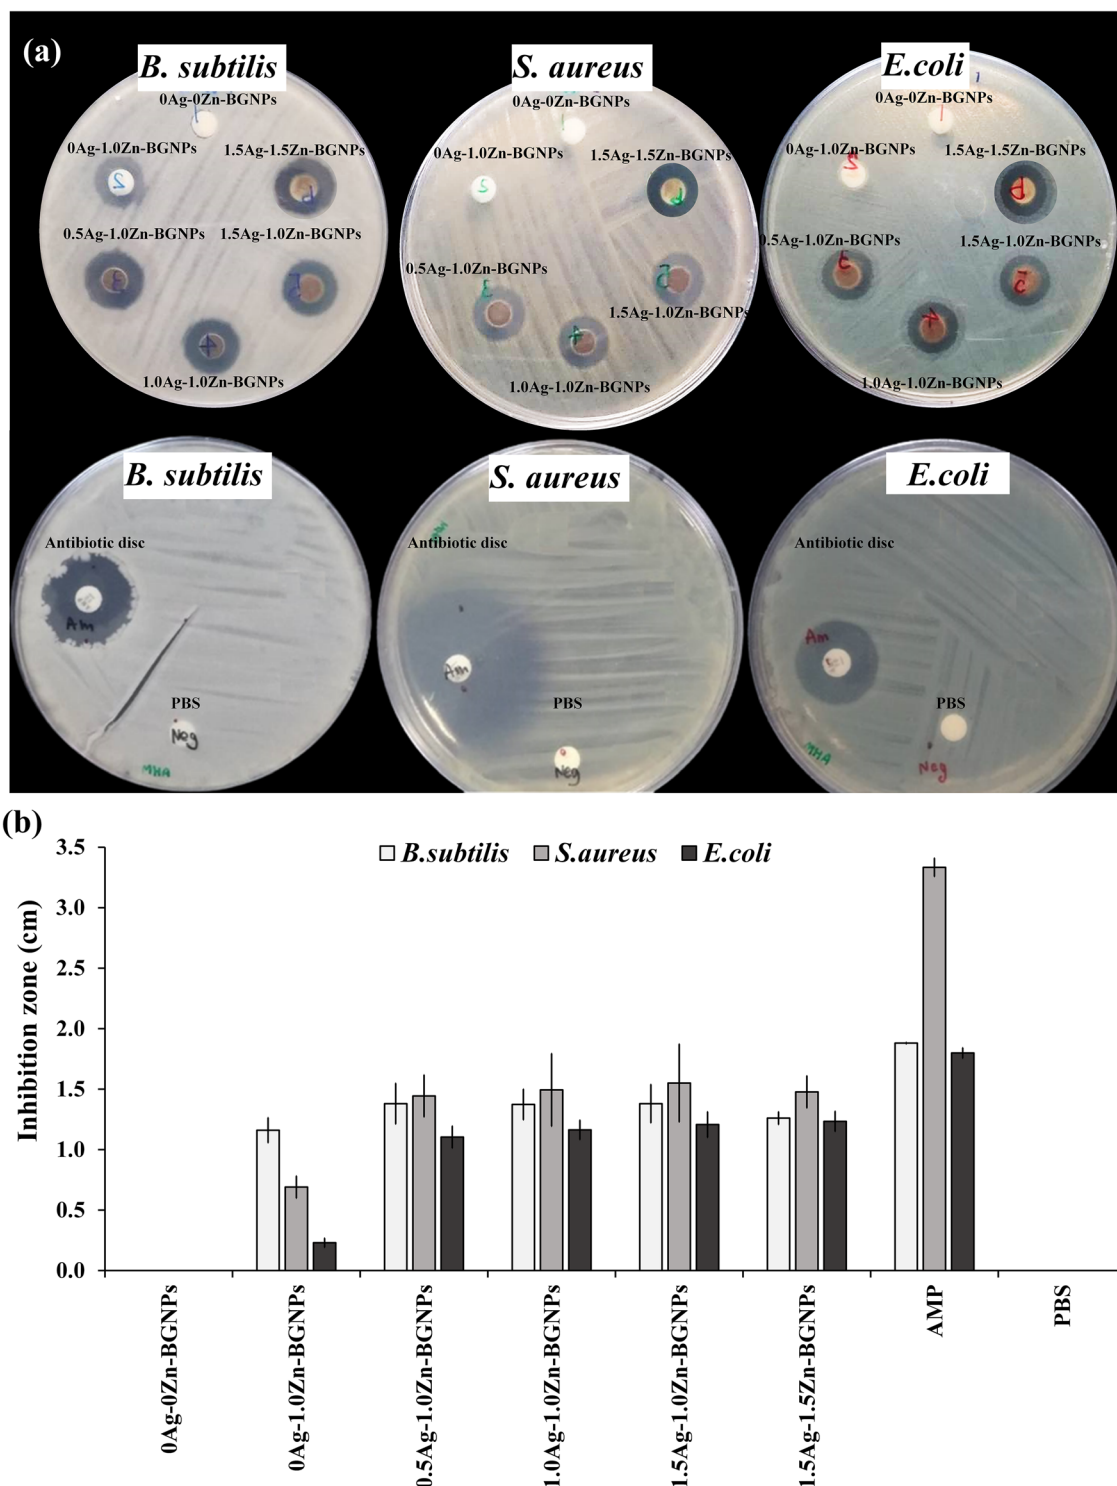 (a)
B. subtilis
S. aureus
E.coli
0Ag-0Zn-BGNPs
0Ag-0Zn-BGNPs
0Ag-0Zn-BGNPs
0Ag-1.0Zn-BGNPs
1.5Ag-1.5Zn-BGNPs
0Ag-1.0Zn-BGNPs
1.5Ag-1.5Zn-BGNPs
0Ag-1.0Zn-BGNPs
1.5Ag-1.5Zn-BGNPs
0.5Ag-1.0Zn-BGNPs
1.5Ag-1.0Zn-BGNPs
0.5Ag-1.0Zn-BGNPs
1.5Ag-1.0Zn-BGNPs
0.5Ag-1.0Zn-BGNPs
1.5Ag-1.0Zn-BGNPs
1.0Ag-1.0Zn-BGNPs
1.0Ag-1.0Zn-BGNPs
1.0Ag-1.0Zn-BGNPs
B. subtilis
S. aureus
E.coli
Antibiotic disc
Antibiotic disc
Antibiotic disc
Am
Am
Am
PBS
PBS
PBS
Neg
Neg
Neg
MHA
MHA
(b)
B.subtilis
S.aureus
E.coli
Inhibition zone (cm)
3.5
3.0
2.5
2.0
1.5
1.0
0.5
0.0
0Ag-0Zn-BGNPs
0Ag-1.0Zn-BGNPs
0.5Ag-1.0Zn-BGNPs
1.0Ag-1.0Zn-BGNPs
1.5Ag-1.0Zn-BGNPs
1.5Ag-1.5Zn-BGNPs
AMP
PBS